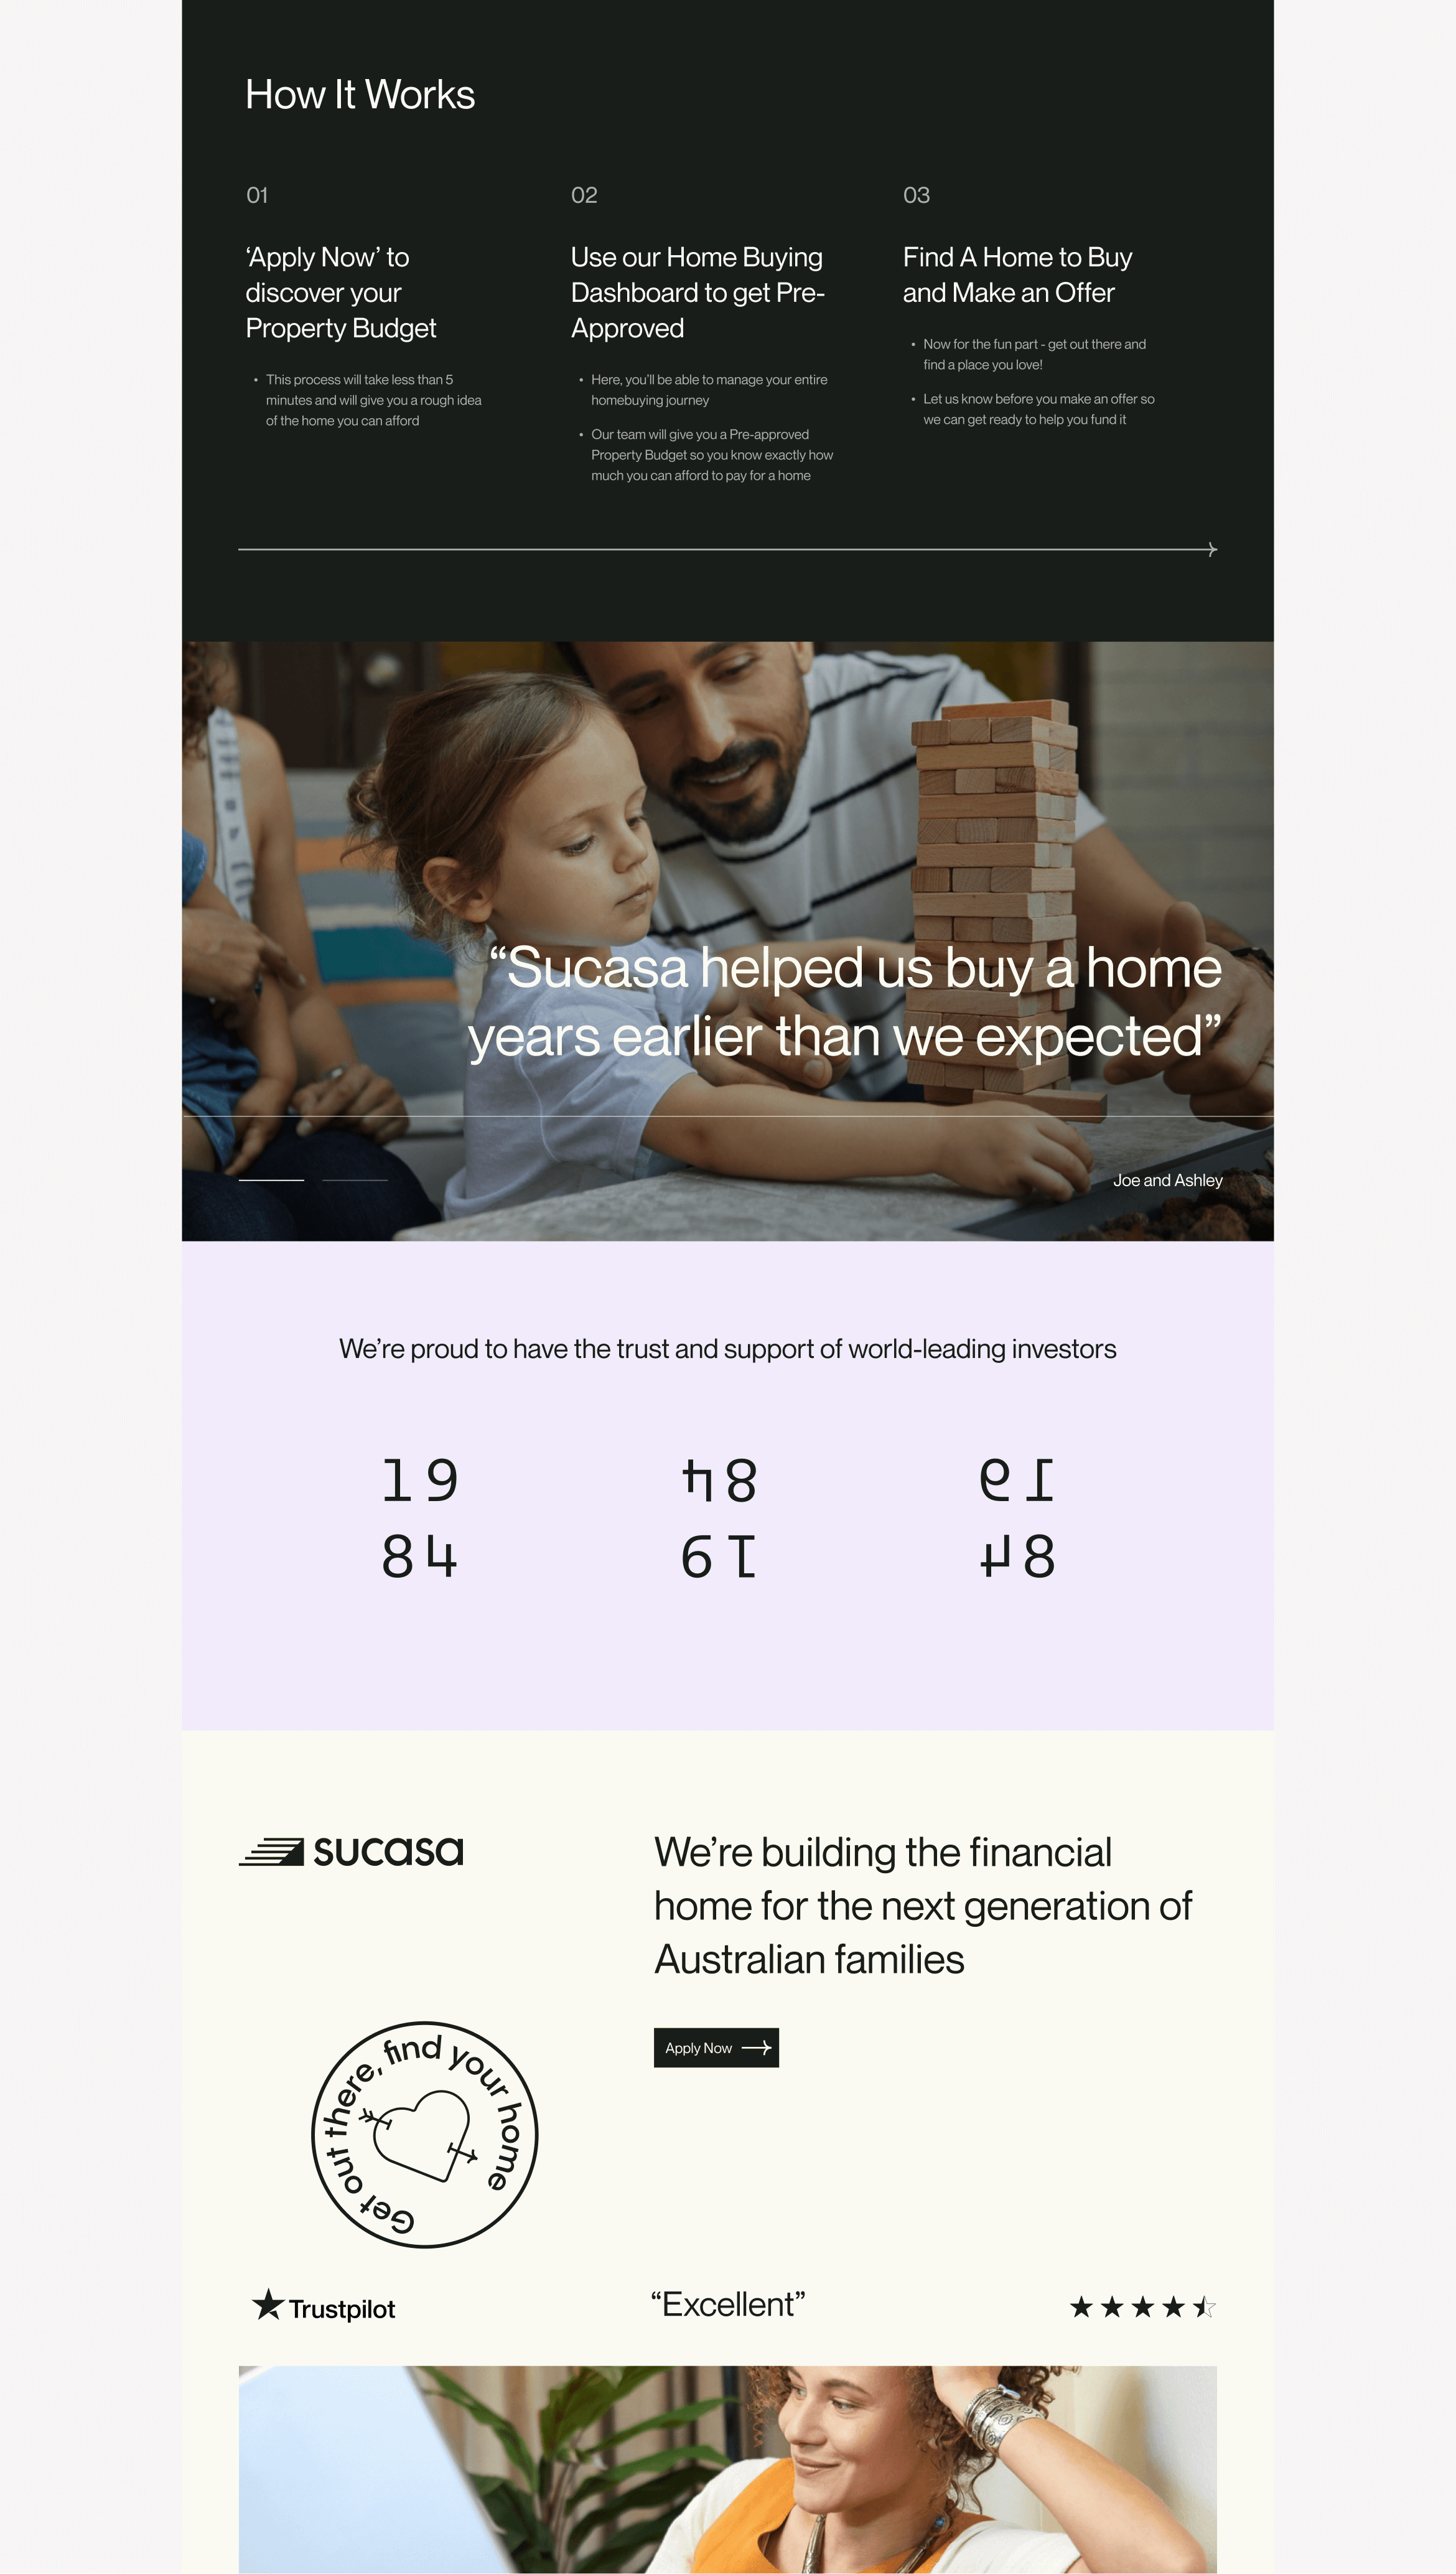 How It Works
01
‘Apply Now’ to
discover your
Property Budget
• This process will take less than 5
minutes and will give you a rough idea
of the home you can afford
02
Use our Home Buying
Dashboard to get Pre-
Approved
• Here, you’ll be able to manage your entire
homebuying journey
• Our team will give you a Pre-approved
Property Budget so you know exactly how
much you can afford to pay for a home
03
Find A Home to Buy
and Make an Offer
• Now for the fun part - get out there and
find a place you love!
• Let us know before you make an offer so
we can get ready to help you fund it
“Sucasa helped us buy a home
years earlier than we expected”
Joe and Ashley
We’re proud to have the trust and support of world-leading investors
19
84
48
91
91
48
sucasa
We’re building the financial
home for the next generation of
Australian families
Apply Now
Get out there, find your home
Trustpilot
“Excellent”